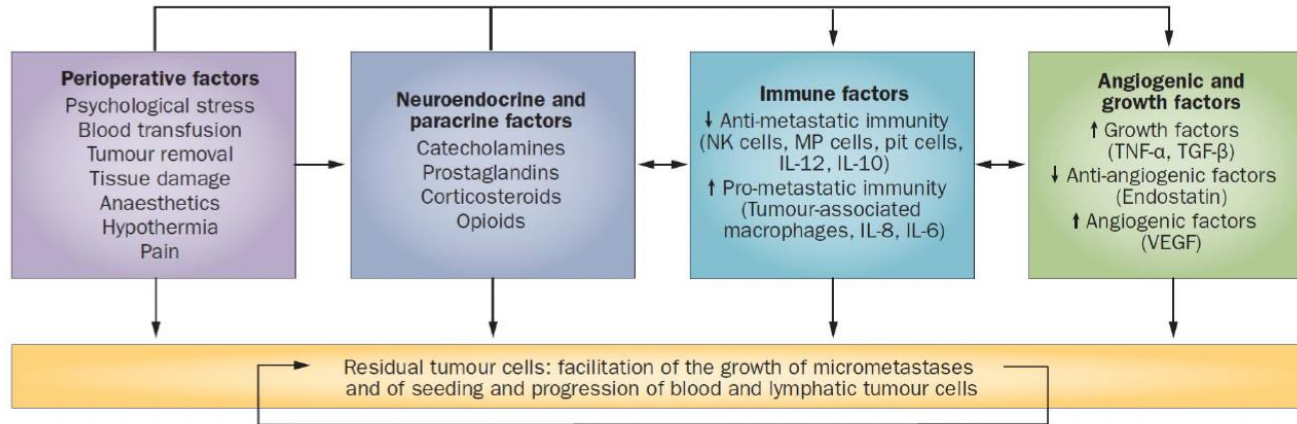 Perioperative factors
Psychological stress
Blood transfusion
Tumour removal
Tissue damage
Anaesthetics
Hypothermia
Pain
Neuroendocrine and
paracrine factors
Catecholamines
Prostaglandins
Corticosteroids
Opioids
Immune factors
↓ Anti-metastatic immunity
(NK cells, MP cells, pit cells,
IL-12, IL-10)
↑ Pro-metastatic immunity
(Tumour-associated
macrophages, IL-8, IL-6)
Angiogenic and
growth factors
↑ Growth factors
(TNF-α, TGF-β)
↓ Anti-angiogenic factors
(Endostatin)
↑ Angiogenic factors
(VEGF)
Residual tumour cells: facilitation of the growth of micrometastases
and of seeding and progression of blood and lymphatic tumour cells